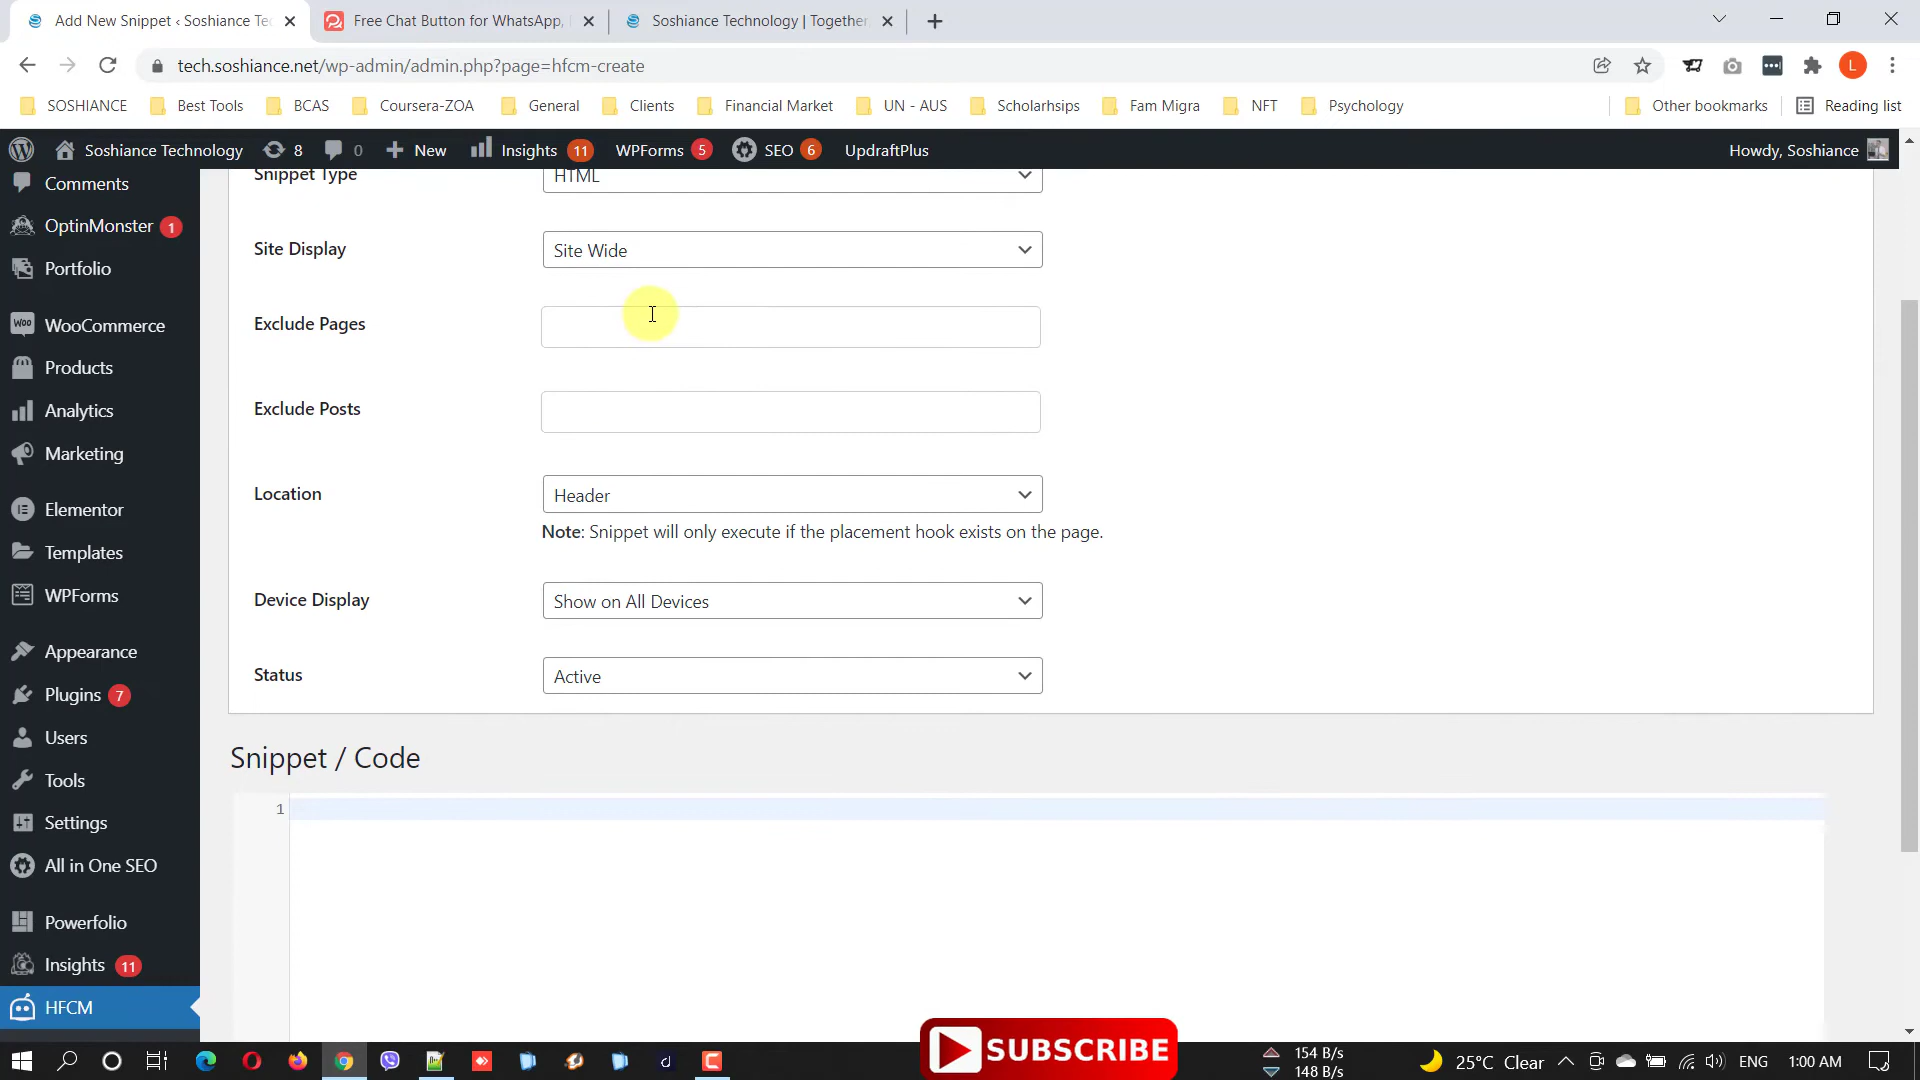 Add New Snippet ‹ Soshiance Te
Free Chat Button for WhatsApp,
Soshiance Technology | Together
tech.soshiance.net/wp-admin/admin.php?page=hfcm-create
L
SOSHIANCE
Best Tools
BCAS
Coursera-ZOA
General
Clients
Financial Market
UN - AUS
Scholarhsips
Fam Migra
NFT
Psychology
Other bookmarks
Reading list
Soshiance Technology
8
0
New
Insights 11
WPForms 5
SEO 6
UpdraftPlus
Howdy, Soshiance
Comments
OptinMonster 1
Portfolio
Woo WooCommerce
Products
Analytics
Marketing
Elementor
Templates
WPForms
Appearance
Plugins 7
Users
Tools
Settings
All in One SEO
Powerfolio
Insights 11
HFCM
Snippet Type
HTML
Site Display
Site Wide
Exclude Pages
Exclude Posts
Location
Header
Note: Snippet will only execute if the placement hook exists on the page.
Device Display
Show on All Devices
Status
Active
Snippet / Code
1
SUBSCRIBE
154 B/s
148 B/s
25°C Clear
ENG
1:00 AM